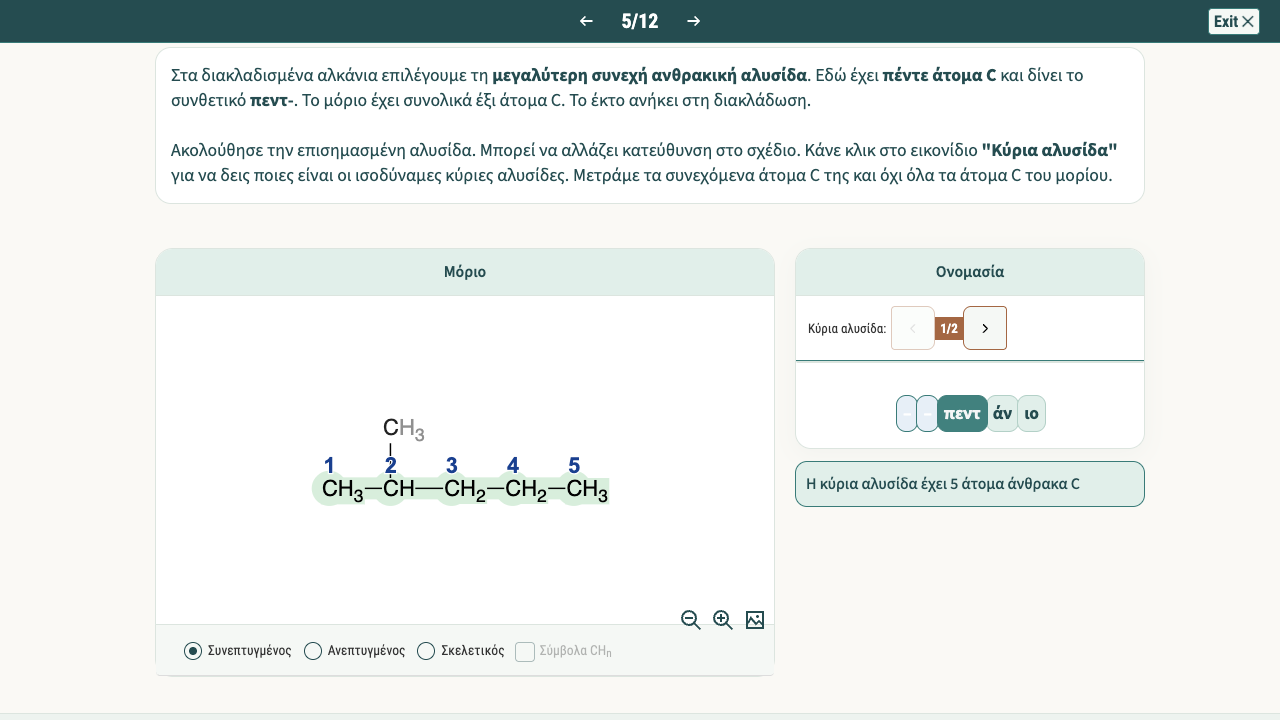 ← 5/12 →
Exit ×
Στα διακλαδισμένα αλκάνια επιλέγουμε τη μεγαλύτερη συνεχή ανθρακική αλυσίδα. Εδώ έχει πέντε άτομα C και δίνει το
συνθετικό πεντ-. Το μόριο έχει συνολικά έξι άτομα C. Το έκτο ανήκει στη διακλάδωση.
Ακολούθησε την επισημασμένη αλυσίδα. Μπορεί να αλλάζει κατεύθυνση στο σχέδιο. Κάνε κλικ στο εικονίδιο "Κύρια αλυσίδα"
για να δεις ποιες είναι οι ισοδύναμες κύριες αλυσίδες. Μετράμε τα συνεχόμενα άτομα C της και όχι όλα τα άτομα C του μορίου.
Μόριο
CH₃
1 2 3 4 5
CH₃—CH—CH₂—CH₂—CH₃
Συνεπτυγμένος Ανεπτυγμένος Σκελετικός Σύμβολα CHₙ
Ονομασία
Κύρια αλυσίδα: ‹ 1/2 ›
- - πεντ άν ιο
Η κύρια αλυσίδα έχει 5 άτομα άνθρακα C